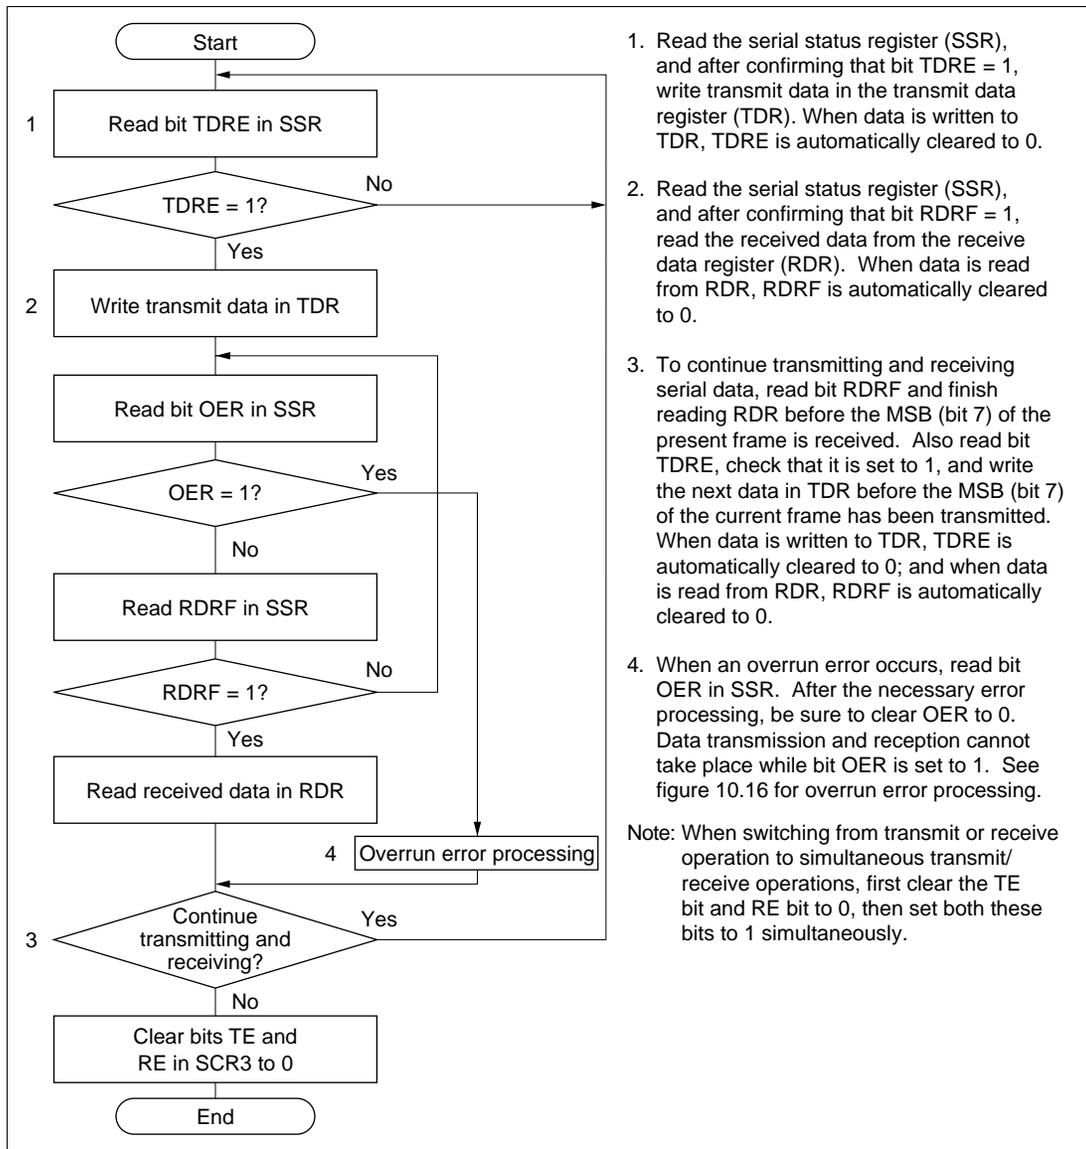 Start
1
Read bit TDRE in SSR
TDRE = 1?
No
Yes
2
Write transmit data in TDR
Read bit OER in SSR
OER = 1?
Yes
No
Read RDRF in SSR
RDRF = 1?
No
Yes
Read received data in RDR
4
Overrun error processing
3
Continue
transmitting and
receiving?
Yes
No
Clear bits TE and
RE in SCR3 to 0
End
1. Read the serial status register (SSR),
and after confirming that bit TDRE = 1,
write transmit data in the transmit data
register (TDR). When data is written to
TDR, TDRE is automatically cleared to 0.
2. Read the serial status register (SSR),
and after confirming that bit RDRF = 1,
read the received data from the receive
data register (RDR). When data is read
from RDR, RDRF is automatically cleared
to 0.
3. To continue transmitting and receiving
serial data, read bit RDRF and finish
reading RDR before the MSB (bit 7) of the
present frame is received. Also read bit
TDRE, check that it is set to 1, and write
the next data in TDR before the MSB (bit 7)
of the current frame has been transmitted.
When data is written to TDR, TDRE is
automatically cleared to 0; and when data
is read from RDR, RDRF is automatically
cleared to 0.
4. When an overrun error occurs, read bit
OER in SSR. After the necessary error
processing, be sure to clear OER to 0.
Data transmission and reception cannot
take place while bit OER is set to 1. See
figure 10.16 for overrun error processing.
Note: When switching from transmit or receive
operation to simultaneous transmit/
receive operations, first clear the TE
bit and RE bit to 0, then set both these
bits to 1 simultaneously.